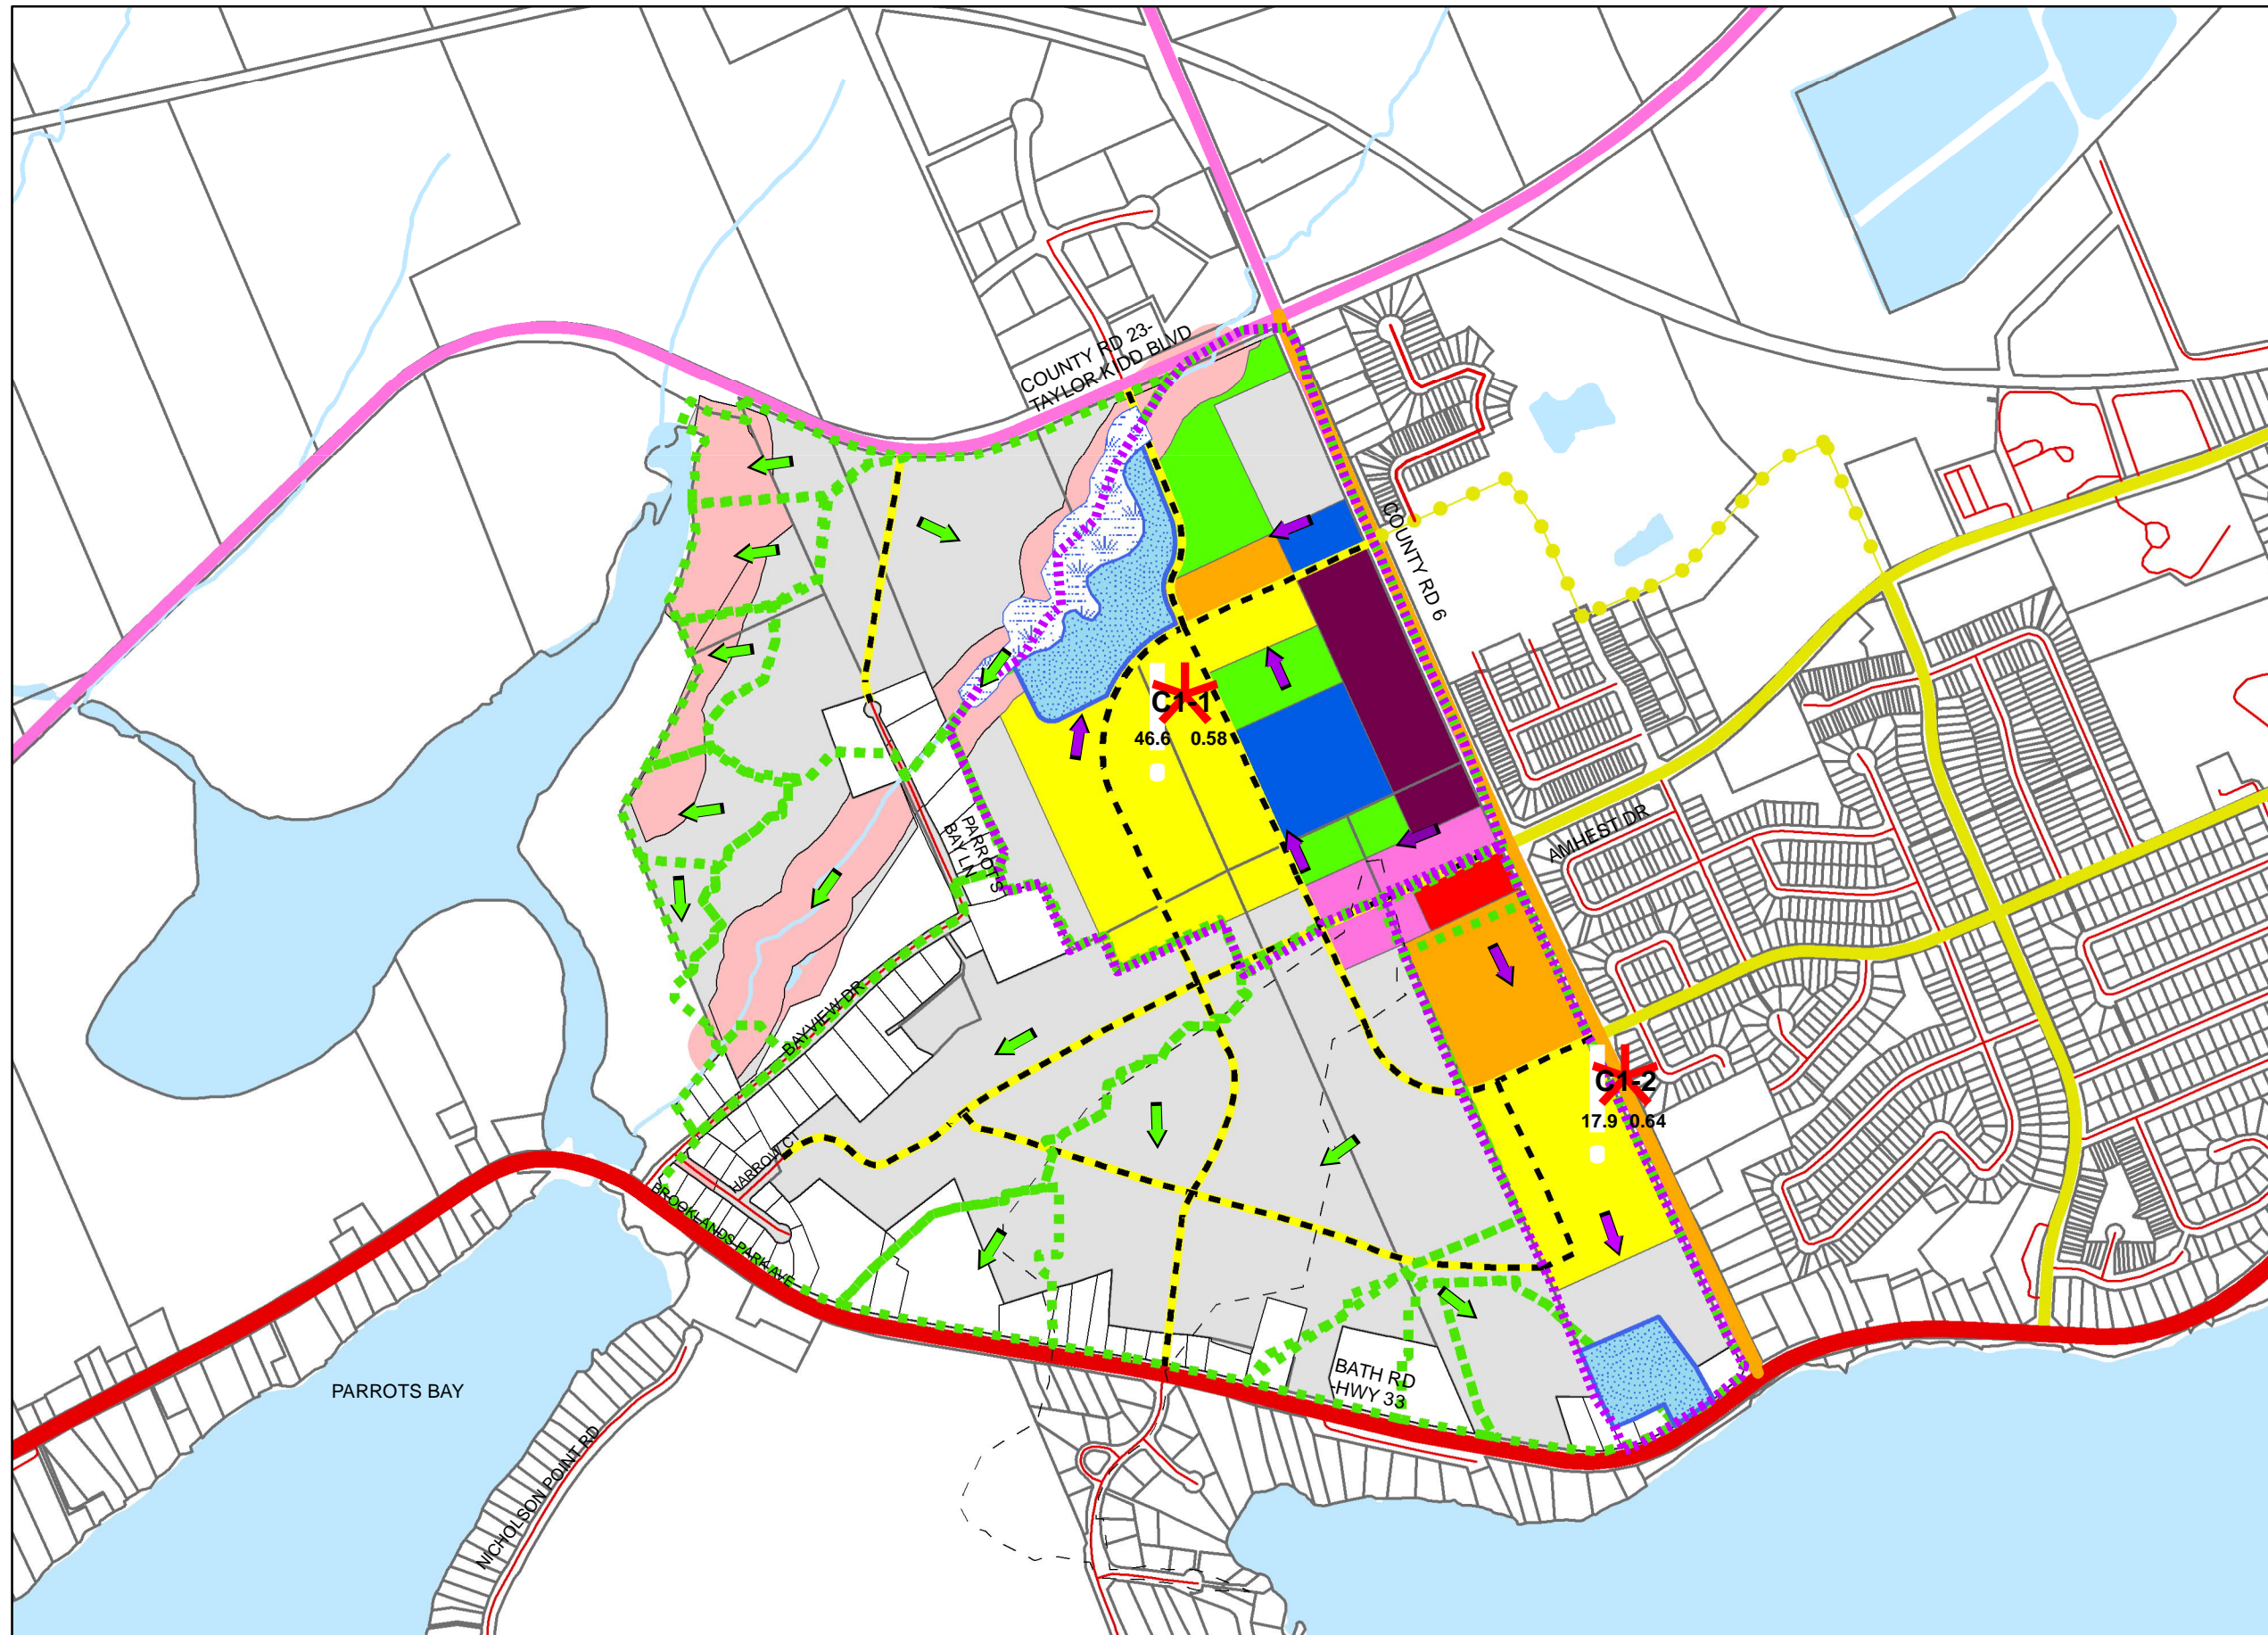 COUNTY RD 23-
TAYLOR KIDD BLVD
COUNTY RD 6
C1-1
46.6 0.58
PARROTS
BAY LN
AMHEST DR
BAYVIEW DR
C1-2
17.9 0.64
HARROW CT
BROOKLANDS PARK AVE
BATH RD
-HWY 33
PARROTS BAY
NICHOLSON POINT RD